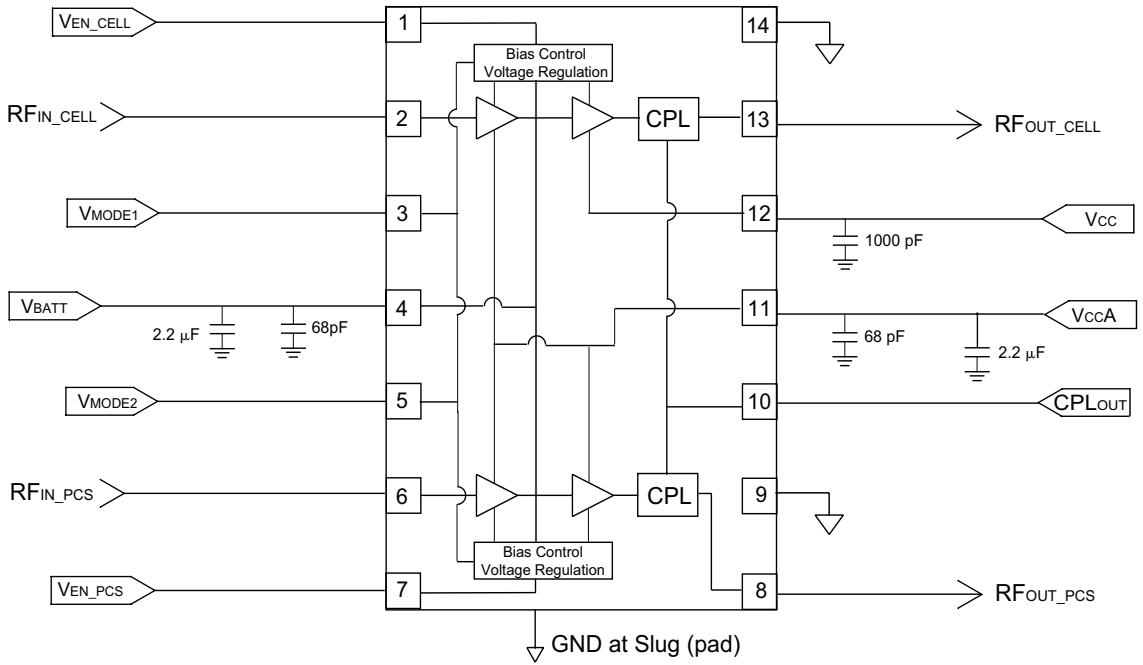 VEN_CELL
1
14
Bias Control
Voltage Regulation
RFIN_CELL
2
CPL
13
RFOUT_CELL
VMODE1
3
12
VCC
1000 pF
VBATT
4
11
VCCA
2.2 μF
68pF
68 pF
2.2 μF
VMODE2
5
10
CPLOUT
RFIN_PCS
6
CPL
9
Bias Control
Voltage Regulation
VEN_PCS
7
8
RFOUT_PCS
GND at Slug (pad)